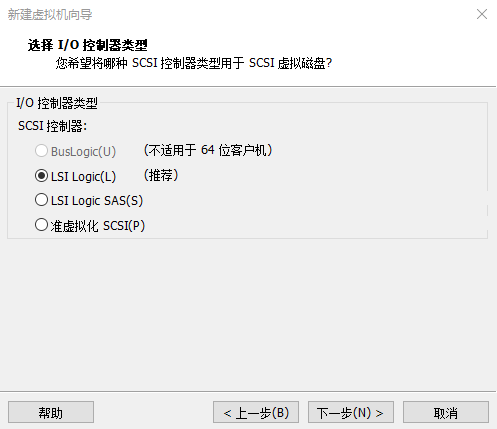 新建虚拟机向导
选择 I/O 控制器类型
您希望将哪种 SCSI 控制器类型用于 SCSI 虚拟磁盘?
I/O 控制器类型
SCSI 控制器:
BusLogic(U) （不适用于 64 位客户机）
LSI Logic(L) （推荐）
LSI Logic SAS(S)
准虚拟化 SCSI(P)
帮助 < 上一步(B) 下一步(N) > 取消